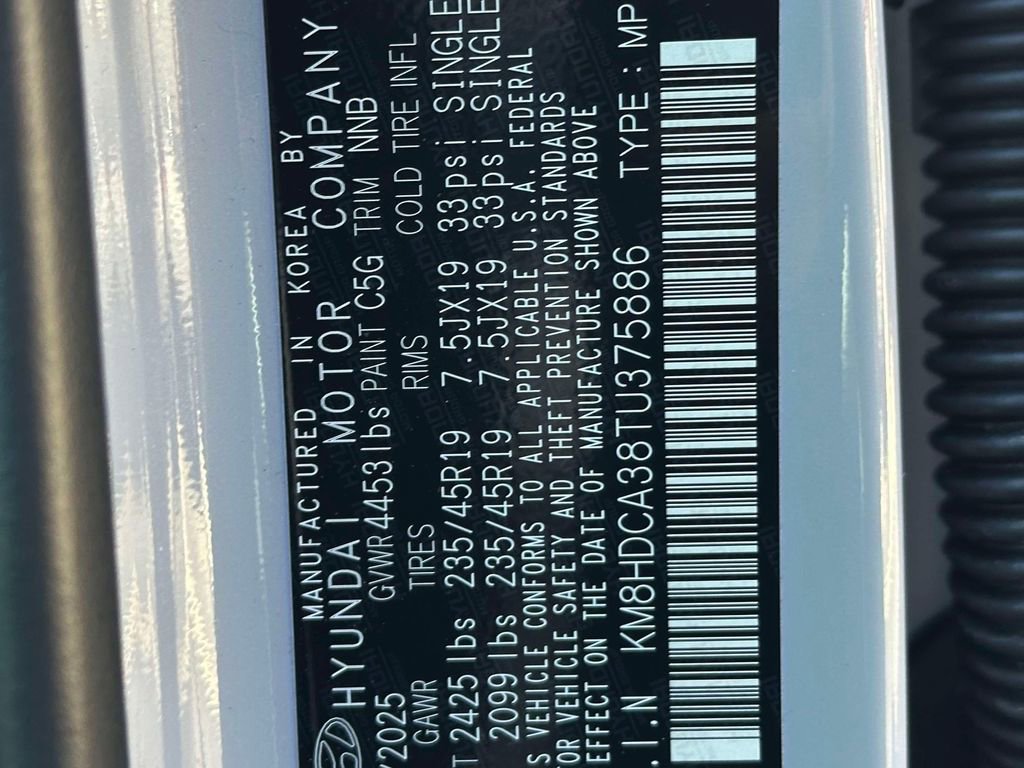 MANUFACTURED IN KOREA BY
HYUNDAI MOTOR COMPANY
/2025 GVWR 4453lbs PAINT C5G TRIM NNB
GAWR TIRES RIMS COLD TIRE INFL
T 2425lbs 235/45R19 7.5JX19 33psi SINGLE
2099lbs 235/45R19 7.5JX19 33psi SINGLE
S VEHICLE CONFORMS TO ALL APPLICABLE U.S.A. FEDERAL
OR VEHICLE SAFETY AND THEFT PREVENTION STANDARDS
EFFECT ON THE DATE OF MANUFACTURE SHOWN ABOVE
.I.N KM8HDCA38TU375886 TYPE : MP